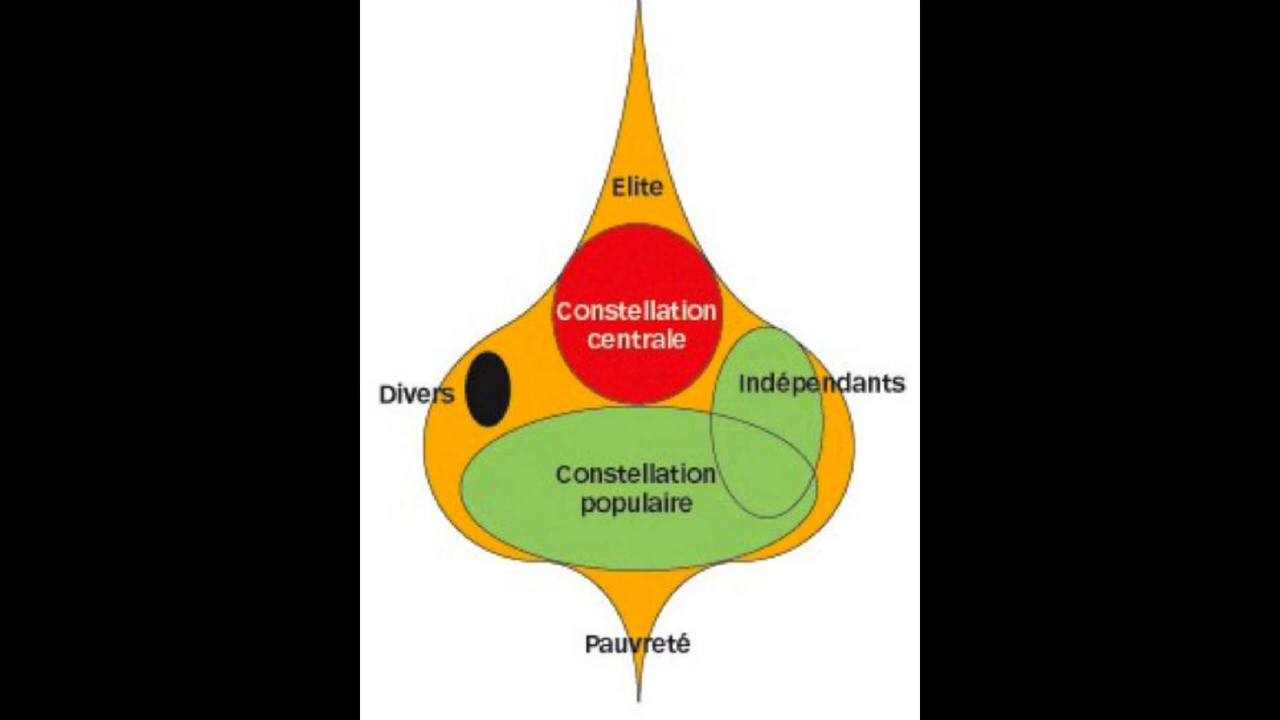 Elite
Constellation
centrale
Indépendants
Divers
Constellation
populaire
Pauvreté